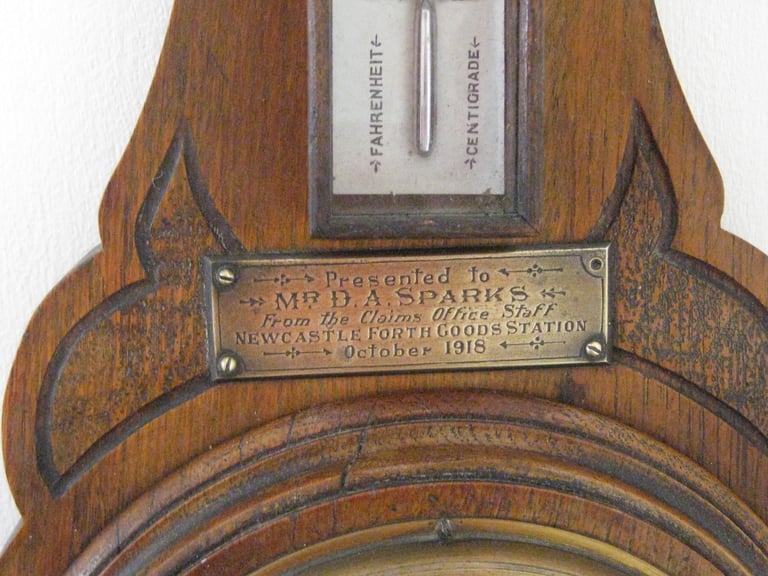 FAHRENHEIT
CENTIGRADE
Presented to
MR D. A. SPARKS
From the Claims Office Staff
NEWCASTLE FORTH GOODS STATION
October 1918